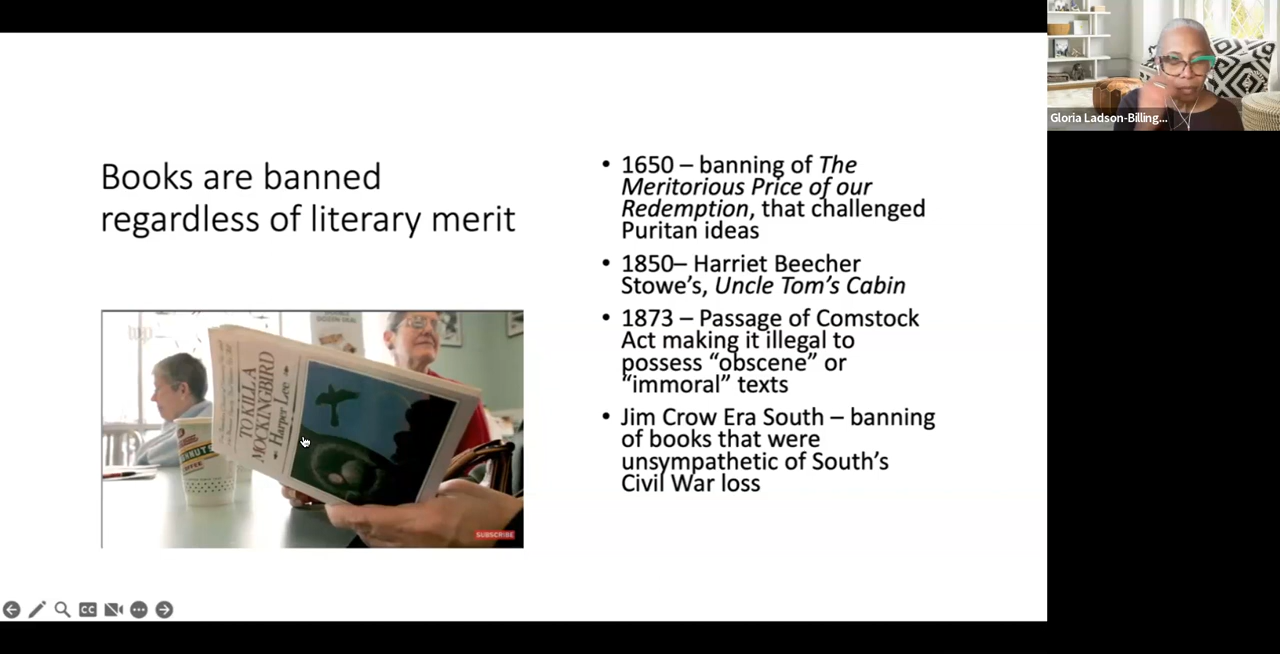 Gloria Ladson-Billing...
Books are banned
regardless of literary merit
• 1650 – banning of The
Meritorious Price of our
Redemption, that challenged
Puritan ideas
• 1850– Harriet Beecher
Stowe’s, Uncle Tom’s Cabin
• 1873 – Passage of Comstock
Act making it illegal to
possess “obscene” or
“immoral” texts
• Jim Crow Era South – banning
of books that were
unsympathetic of South’s
Civil War loss
TO KILL A
MOCKINGBIRD
Harper Lee
COFFEE
SUBSCRIBE
CC